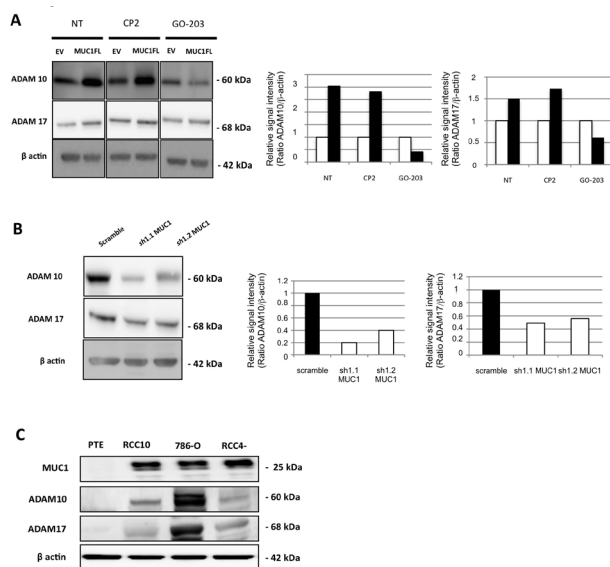 A
NT CP2 GO-203
EV MUC1FL EV MUC1FL EV MUC1FL
ADAM 10 - 60 kDa
ADAM 17 - 68 kDa
β actin - 42 kDa
Relative signal intensity
(Ratio ADAM10/β-actin)
3 2.5 2 1.5 1 0.5 0
NT CP2 GO-203
Relative signal intensity
(Ratio ADAM17/β-actin)
2 1.5 1 0.5 0
NT CP2 GO-203
B
Scramble sh1.1 MUC1 sh1.2 MUC1
ADAM 10 - 60 kDa
ADAM 17 - 68 kDa
β actin - 42 kDa
Relative signal intensity
(Ratio ADAM10/β-actin)
1.2
1
0.8
0.6
0.4
0.2
0
scramble sh1.1 MUC1 sh1.2 MUC1
Relative signal intensity
(Ratio ADAM17/β-actin)
1.2
1
0.8
0.6
0.4
0.2
0
scramble sh1.1 MUC1 sh1.2 MUC1
C
PTE RCC10 786-O RCC4-
MUC1 - 25 kDa
ADAM10 - 60 kDa
ADAM17 - 68 kDa
β actin - 42 kDa